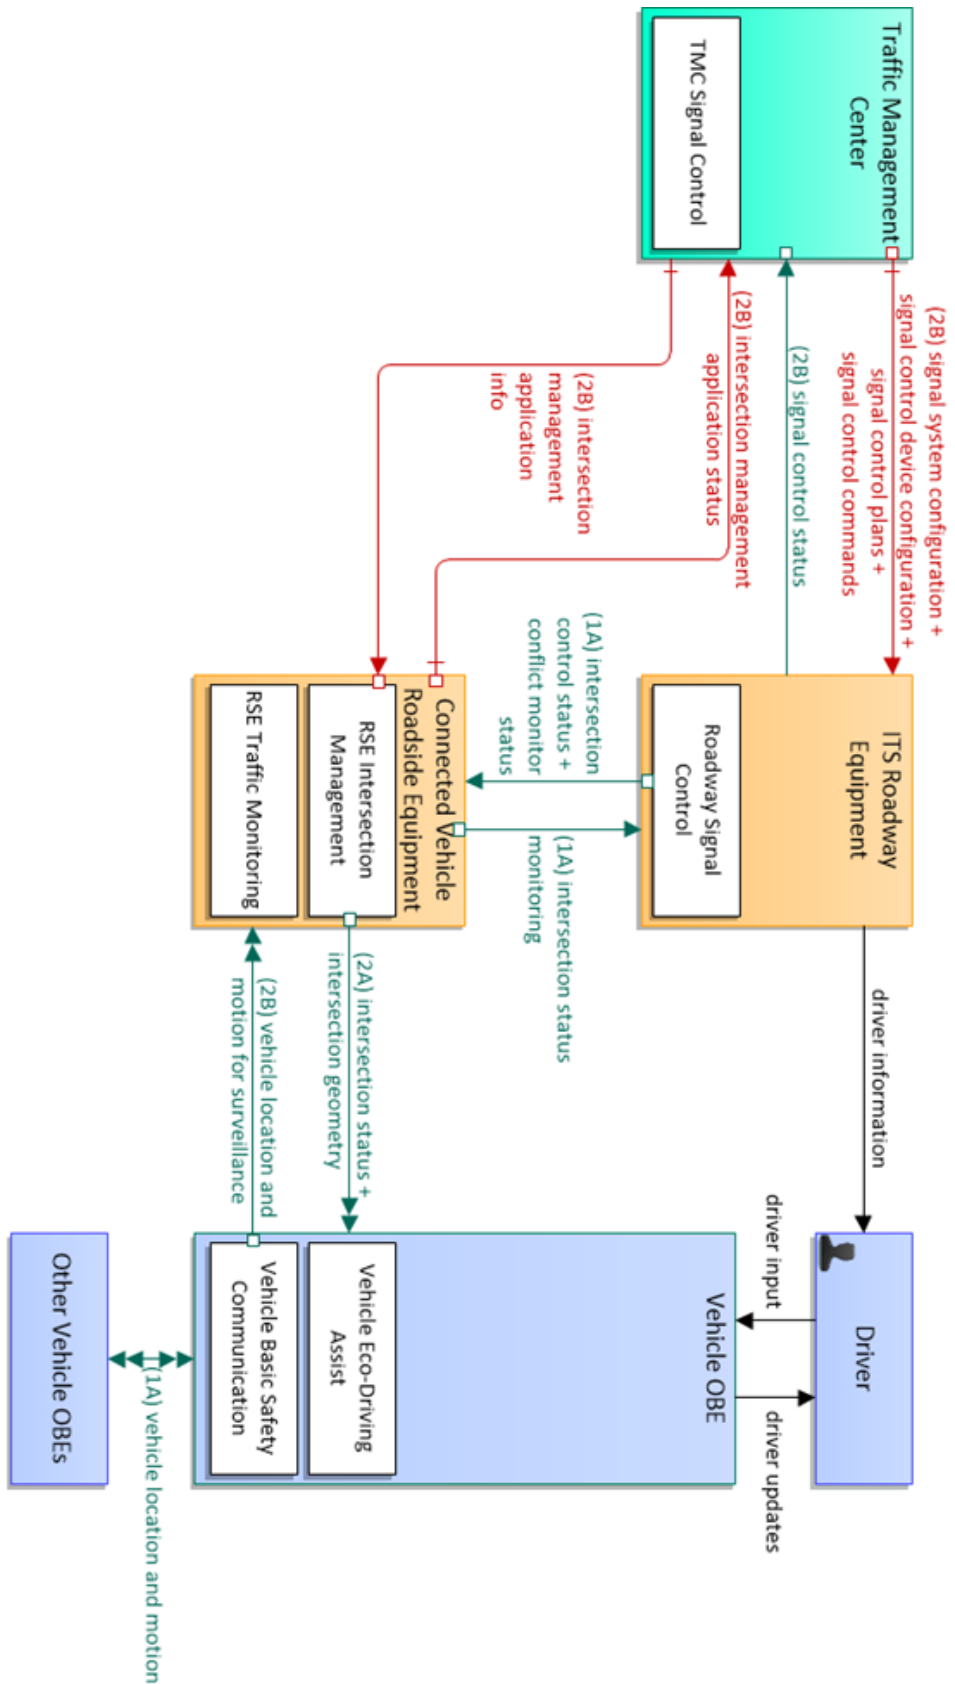 Traffic Management
Center
TMC Signal Control
(2B) signal system configuration +
signal control device configuration +
signal control plans +
signal control commands
(2B) signal control status
(2B) intersection management
application status
(2B) intersection
management
application
info
ITS Roadway
Equipment
Roadway Signal
Control
(1A) intersection
control status +
conflict monitor
status
(1A) intersection status
monitoring
Connected Vehicle
Roadside Equipment
RSE Intersection
Management
RSE Traffic Monitoring
driver information
(2A) intersection status +
intersection geometry
(2B) vehicle location and
motion for surveillance
Driver
driver input
driver updates
Vehicle OBE
Vehicle Eco-Driving
Assist
Vehicle Basic Safety
Communication
(1A) vehicle location and motion
Other Vehicle OBEs